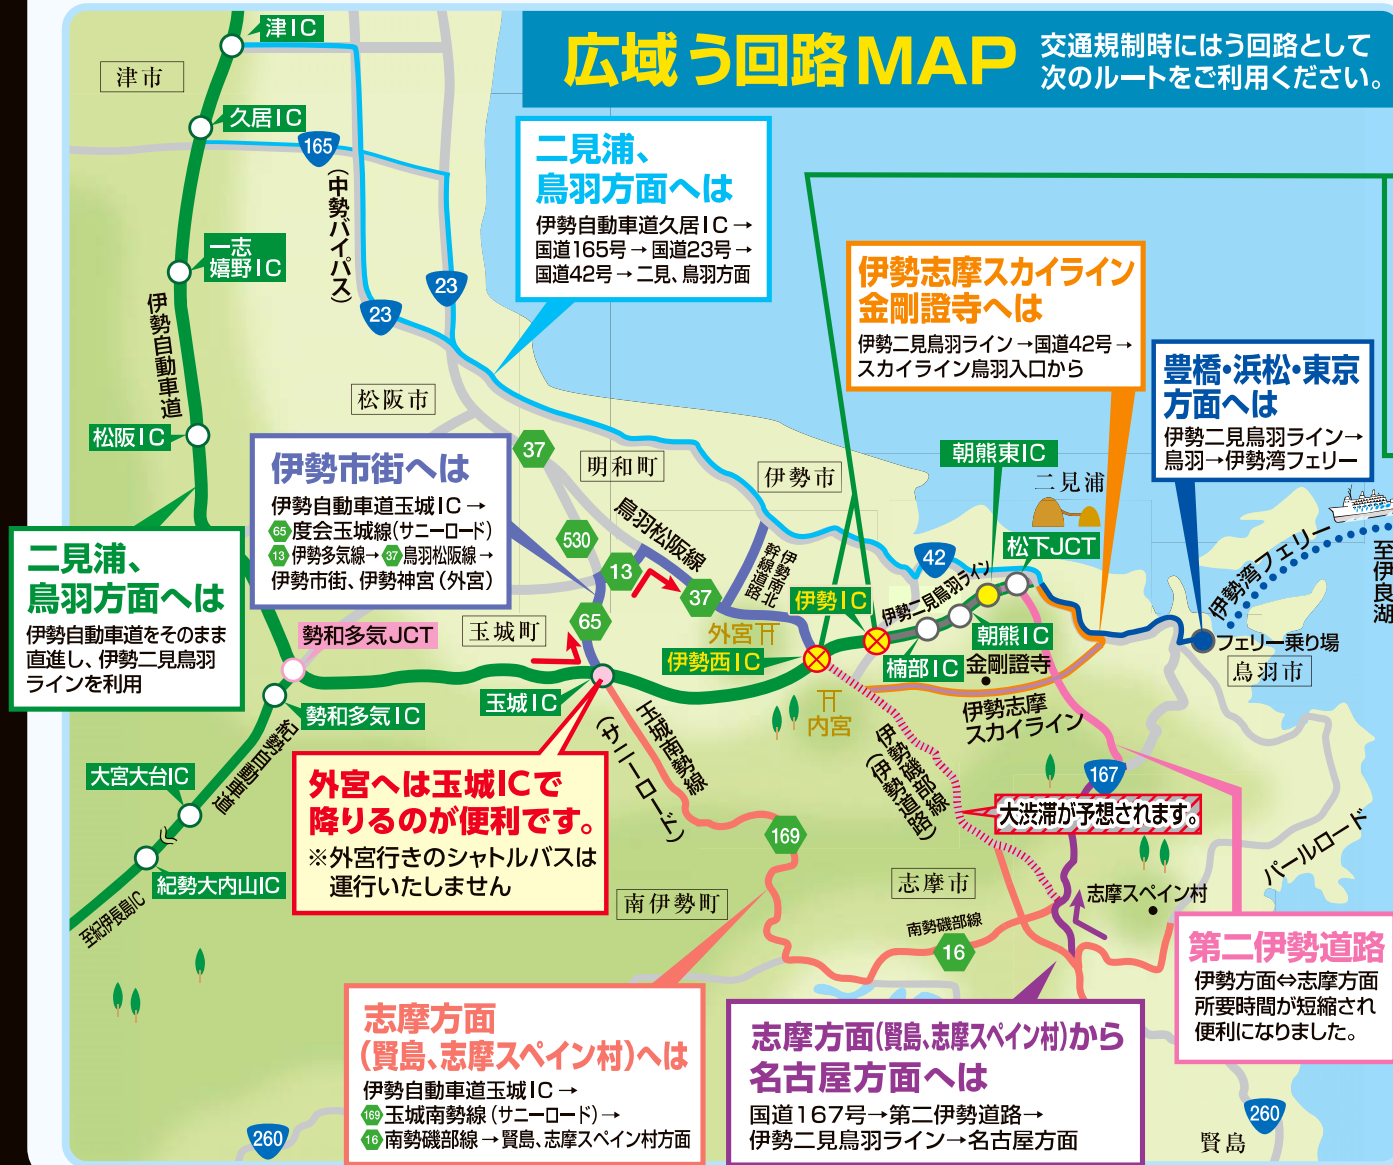 広域う回路MAP
交通規制時にはう回路として
次のルートをご利用ください。
津IC
津市
久居IC
165
(中勢バイパス)
一志
嬉野IC
伊勢自動車道
23
23
松阪市
松阪IC
二見浦、
鳥羽方面へは
伊勢自動車道久居IC→
国道165号→国道23号→
国道42号→二見、鳥羽方面
伊勢志摩スカイライン
金剛證寺へは
伊勢二見鳥羽ライン→国道42号→
スカイライン鳥羽入口から
豊橋・浜松・東京
方面へは
伊勢二見鳥羽ライン→
鳥羽→伊勢湾フェリー
伊勢市街へは
伊勢自動車道玉城IC→
65度会玉城線(サニーロード)
13伊勢多気線→37鳥羽松阪線→
伊勢市街、伊勢神宮(外宮)
37
明和町
伊勢市
朝熊東IC
二見浦
鳥羽松阪線
530
13
37
伊勢南北
幹線道路
42
松下JCT
伊勢二見鳥羽ライン
伊勢IC
朝熊IC
楠部IC
金剛證寺
伊勢湾フェリー
至伊良湖
フェリー乗り場
鳥羽市
二見浦、
鳥羽方面へは
伊勢自動車道をそのまま
直進し、伊勢二見鳥羽
ラインを利用
勢和多気JCT
玉城町
65
外宮
伊勢西IC
内宮
伊勢志摩
スカイライン
勢和多気IC
玉城IC
紀勢自動車道
大宮大台IC
紀勢大内山IC
至紀伊長島IC
外宮へは玉城ICで
降りるのが便利です。
※外宮行きのシャトルバスは
運行いたしません
玉城南勢線
(サニーロード)
伊勢磯部線
(伊勢道路)
167
大渋滞が予想されます。
169
パールロード
南伊勢町
志摩市
志摩スペイン村
南勢磯部線
16
第二伊勢道路
伊勢方面⇔志摩方面
所要時間が短縮され
便利になりました。
志摩方面
(賢島、志摩スペイン村)へは
伊勢自動車道玉城IC→
169玉城南勢線(サニーロード)→
16南勢磯部線→賢島、志摩スペイン村方面
志摩方面(賢島、志摩スペイン村)から
名古屋方面へは
国道167号→第二伊勢道路→
伊勢二見鳥羽ライン→名古屋方面
260
260
賢島